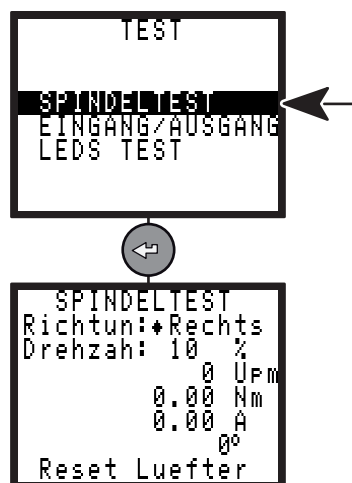 TEST
SPINDELTEST
EINGANG/AUSGANG
LEDS TEST
SPINDELTEST
Richtun:♦Rechts
Drehzah: 10 %
0 Upm
0.00 Nm
0.00 A
0º
Reset Luefter